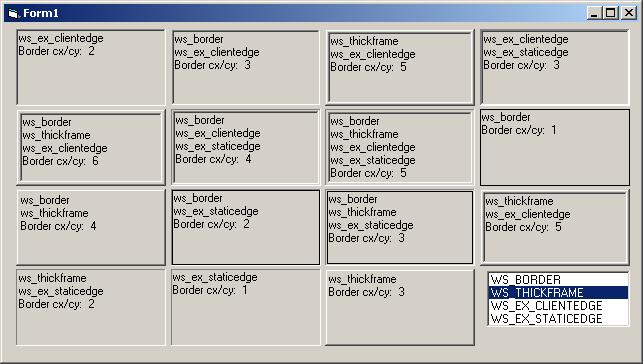 Form1
ws_ex_clientedge
Border cx/cy: 2
ws_border
ws_ex_clientedge
Border cx/cy: 3
ws_thickframe
ws_ex_clientedge
Border cx/cy: 5
ws_ex_clientedge
ws_ex_staticedge
Border cx/cy: 3
ws_border
ws_thickframe
ws_ex_clientedge
Border cx/cy: 6
ws_border
ws_ex_clientedge
ws_ex_staticedge
Border cx/cy: 4
ws_border
ws_thickframe
ws_ex_clientedge
ws_ex_staticedge
Border cx/cy: 5
ws_border
Border cx/cy: 1
ws_border
ws_thickframe
Border cx/cy: 4
ws_border
ws_ex_staticedge
Border cx/cy: 2
ws_border
ws_thickframe
ws_ex_staticedge
Border cx/cy: 3
ws_thickframe
ws_ex_clientedge
Border cx/cy: 5
ws_thickframe
ws_ex_staticedge
Border cx/cy: 2
ws_ex_staticedge
Border cx/cy: 1
ws_thickframe
Border cx/cy: 3
WS_BORDER
WS_THICKFRAME
WS_EX_CLIENTEDGE
WS_EX_STATICEDGE